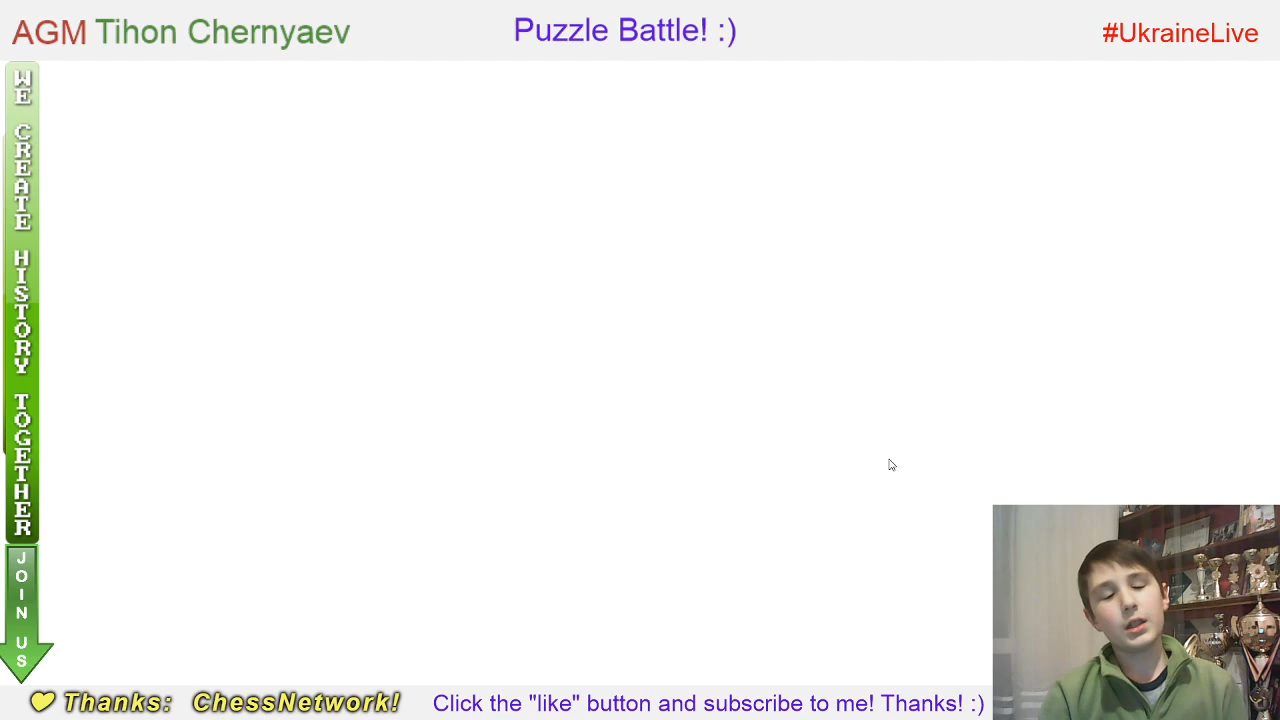 AGM Tihon Chernyaev
Puzzle Battle! :)
#UkraineLive
WE CREATE HISTORY TOGETHER
JOIN US
Thanks: ChessNetwork!
Click the "like" button and subscribe to me! Thanks! :)